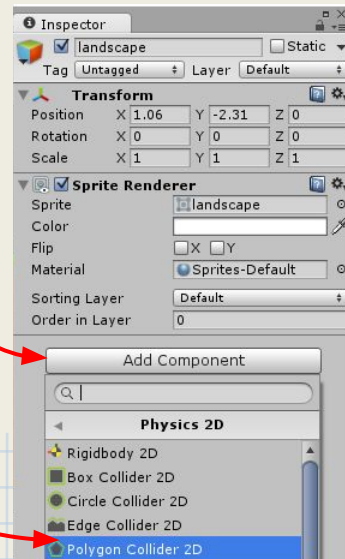 Inspector
landscape Static
Tag Untagged Layer Default
Transform
Position X 1.06 Y -2.31 Z 0
Rotation X 0 Y 0 Z 0
Scale X 1 Y 1 Z 1
Sprite Renderer
Sprite landscape
Color
Flip X Y
Material Sprites-Default
Sorting Layer Default
Order in Layer 0
Add Component
Physics 2D
Rigidbody 2D
Box Collider 2D
Circle Collider 2D
Edge Collider 2D
Polygon Collider 2D